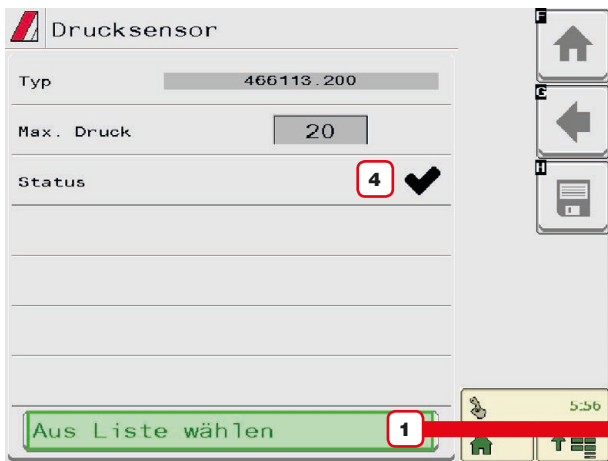 Drucksensor
F
Typ 466113.200
G
Max. Druck 20
Status 4
H
5:56
Aus Liste wählen 1